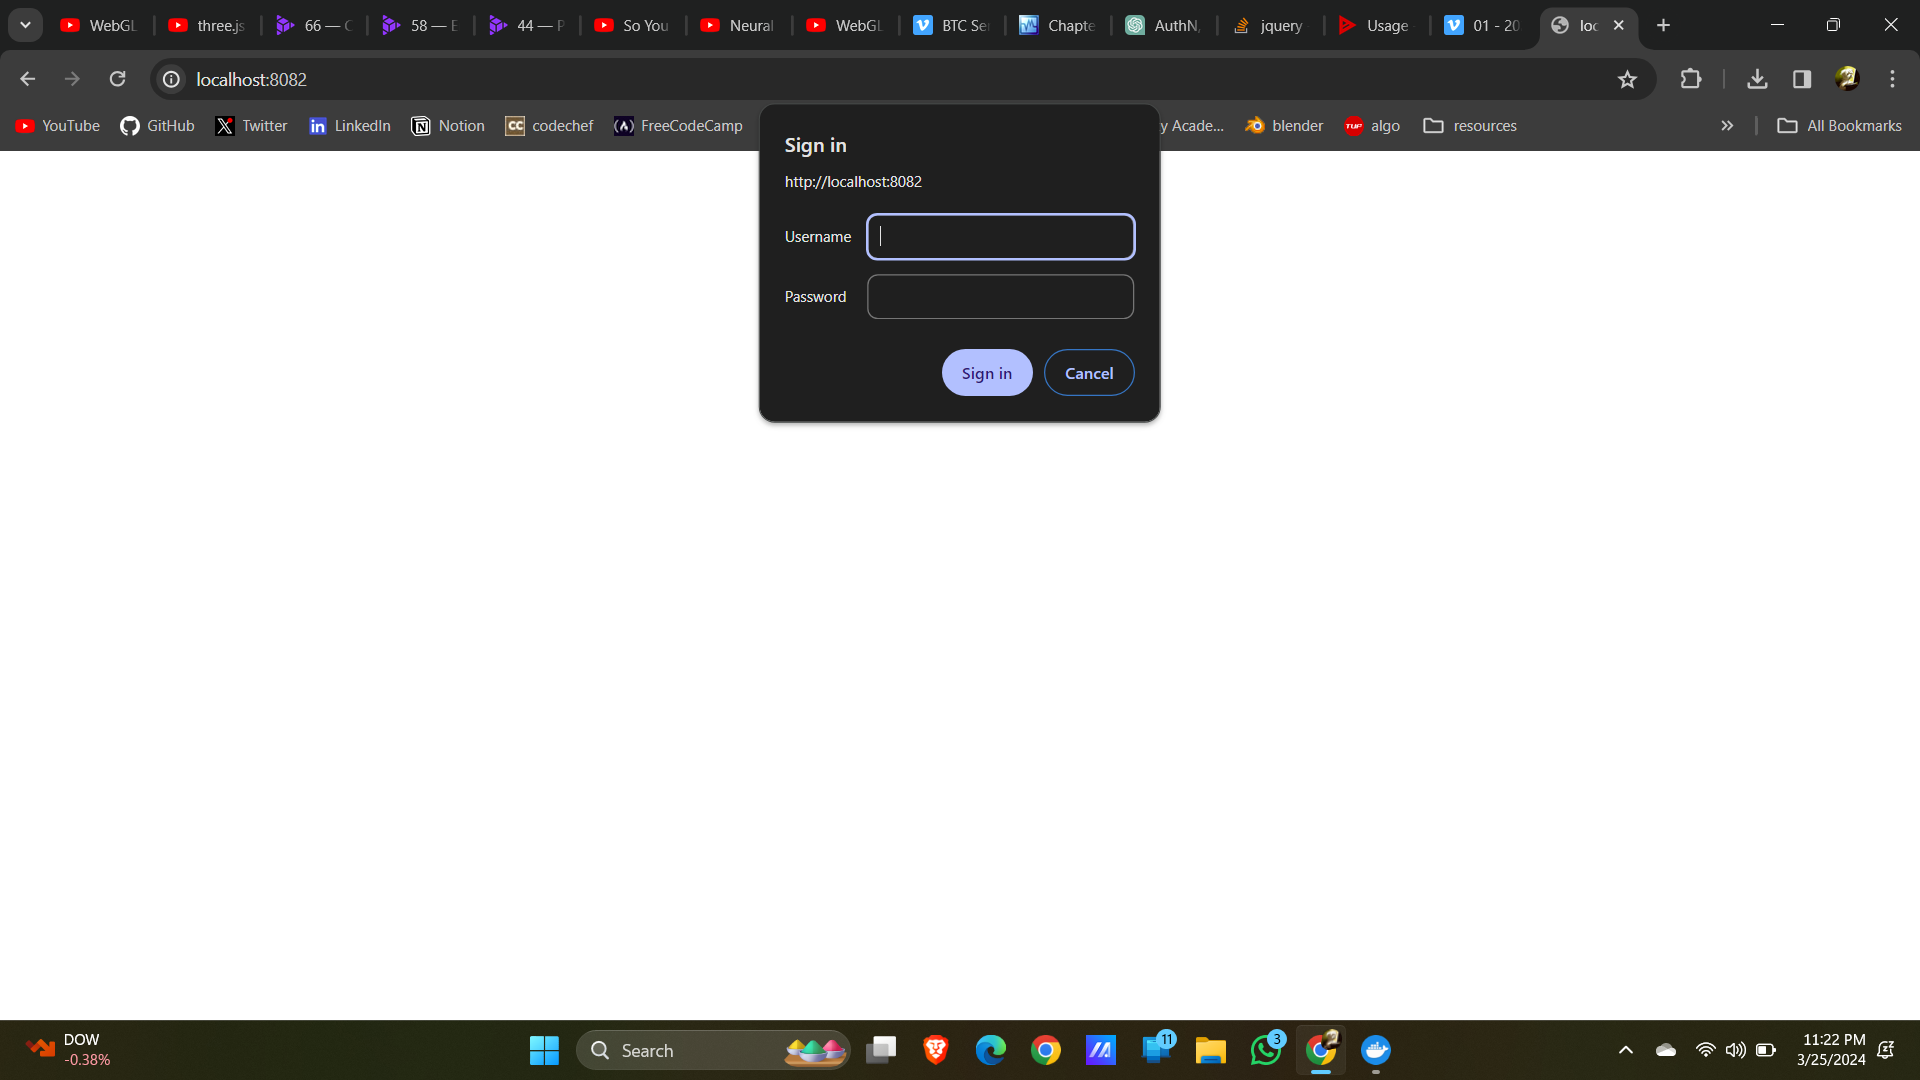 WebGL
three.js
66 — C
58 — E
44 — P
So You
Neural
WebGL
BTC Se
Chapte
AuthN,
jquery
Usage
01 - 20
loc
localhost:8082
YouTube
GitHub
Twitter
LinkedIn
Notion
CC codechef
FreeCodeCamp
y Acade...
blender
TUF algo
resources
All Bookmarks
Sign in
http://localhost:8082
Username
Password
Sign in
Cancel
DOW
-0.38%
Search
11
3
11:22 PM
3/25/2024